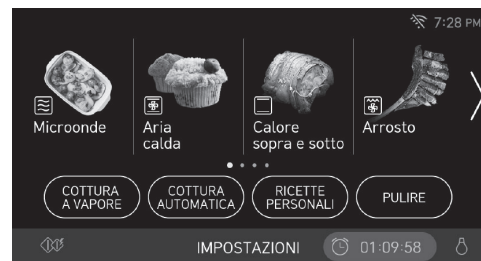 7:28 PM
Microonde
Aria
calda
Calore
sopra e sotto
Arrosto
COTTURA
A VAPORE
COTTURA
AUTOMATICA
RICETTE
PERSONALI
PULIRE
IMPOSTAZIONI
01:09:58